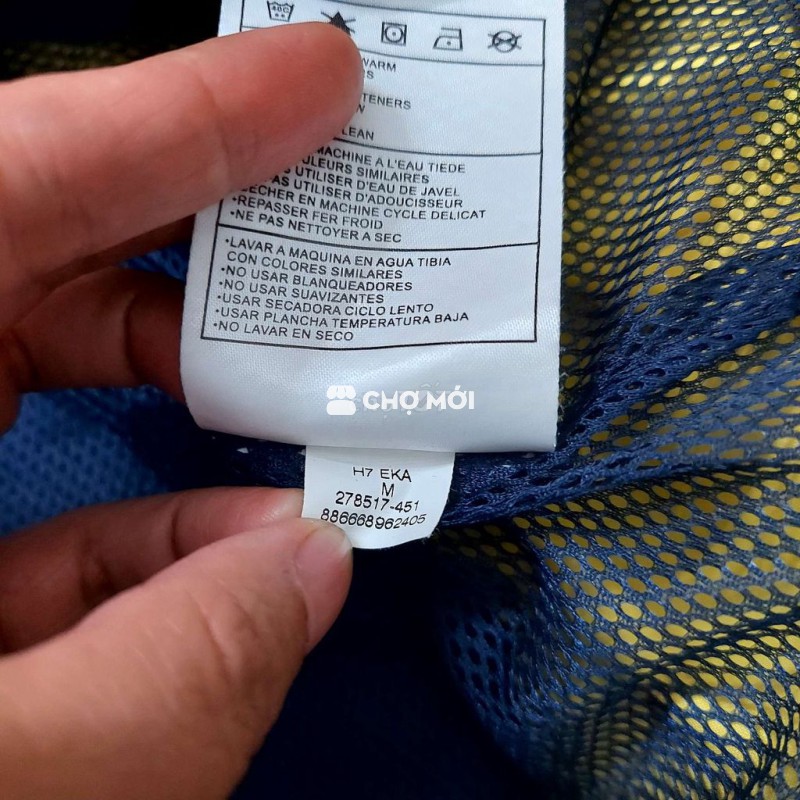 40C
WARM
TENERS
LEAN
MACHINE A L'EAU TIEDE
ULEURS SIMILAIRES
AS UTILISER D'EAU DE JAVEL
AS UTILISER D'ADOUCISSEUR
SECHER EN MACHINE CYCLE DELICAT
•REPASSER FER FROID
•NE PAS NETTOYER A SEC
•LAVAR A MAQUINA EN AGUA TIBIA
CON COLORES SIMILARES
•NO USAR BLANQUEADORES
•NO USAR SUAVIZANTES
•USAR SECADORA CICLO LENTO
•USAR PLANCHA TEMPERATURA BAJA
•NO LAVAR EN SECO
CHỢ MỚI
H7 EKA
M
278517-451
886668962405